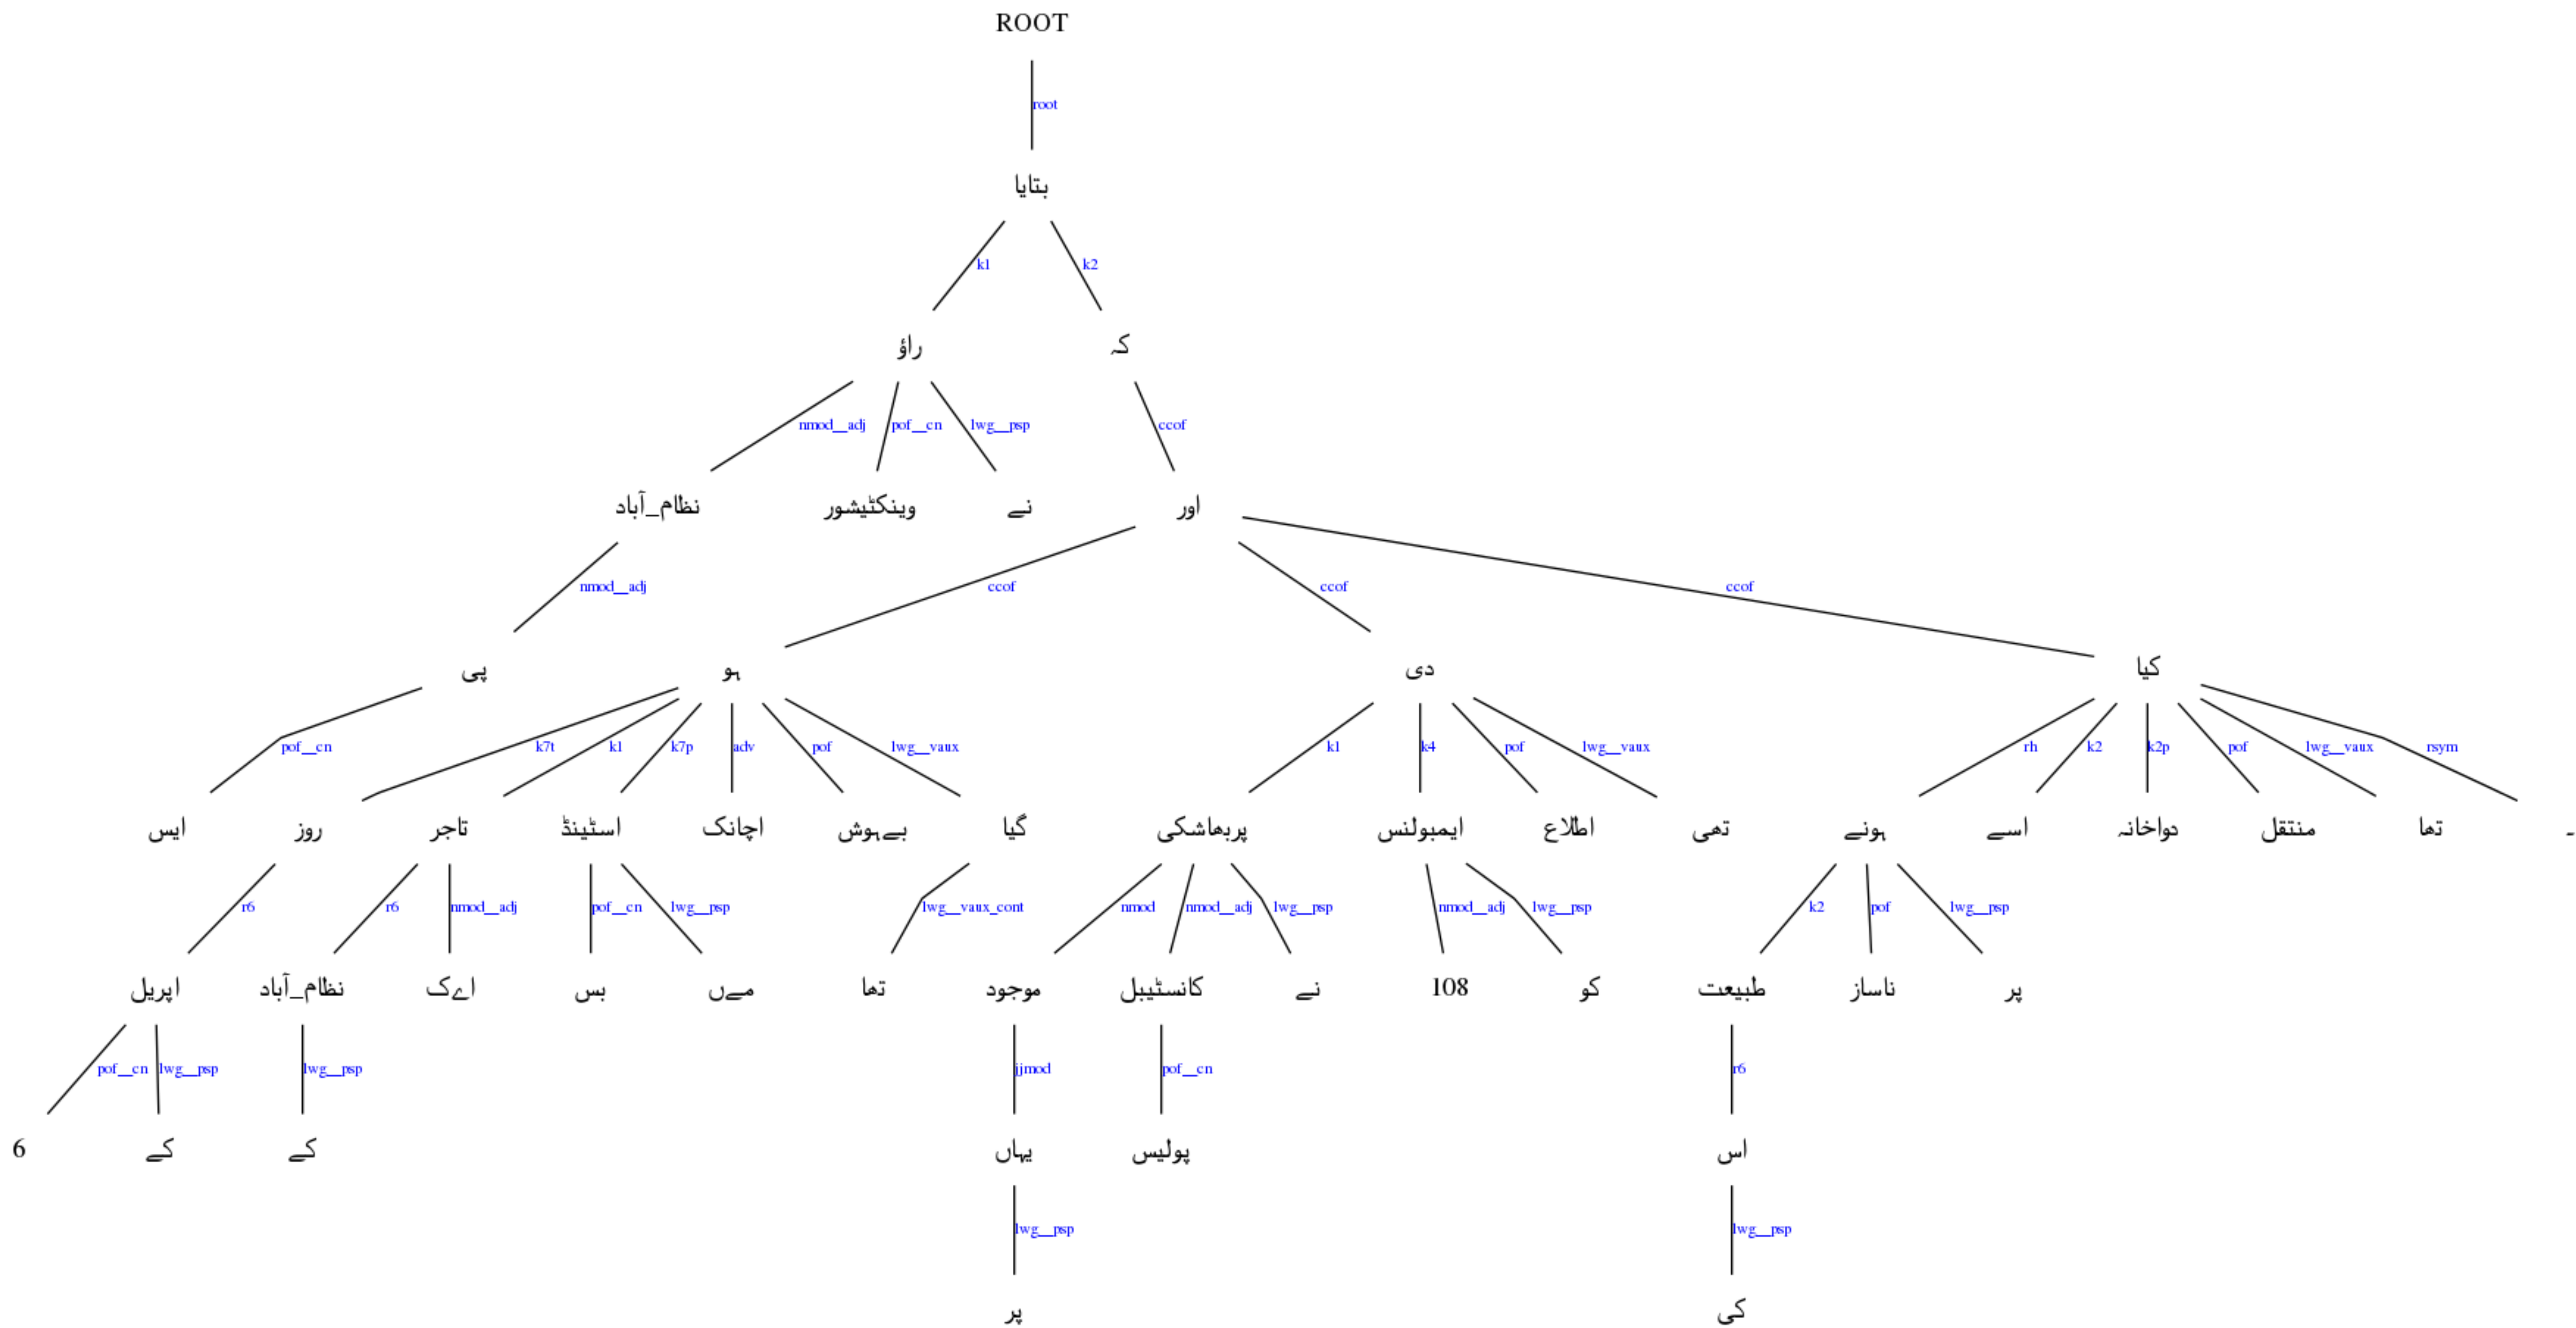 ROOT
root
بتایا
k1 k2
راؤ کہ
nmod__adj pof__cn lwg__psp ccof
نظام_آباد وینکٹیشور نے اور
nmod__adj ccof ccof ccof
پی ہو دی کیا
pof__cn k7t k1 k7p adv pof lwg__vaux k1 k4 pof lwg__vaux rh k2 k2p pof lwg__vaux rsym
ایس روز تاجر اسٹینڈ اچانک بےہوش گیا پربھاشکی ایمبولنس اطلاع تھی ہونے اسے دواخانہ منتقل تھا ۔
r6 r6 nmod__adj pof__cn lwg__psp lwg__vaux_cont nmod nmod__adj lwg__psp nmod__adj lwg__psp k2 pof lwg__psp
اپریل نظام_آباد اےک بس مےں تھا موجود کانسٹیبل نے 108 کو طبیعت ناساز پر
pof__cn lwg__psp lwg__psp jjmod pof__cn r6
6 کے کے یہاں پولیس اس
lwg__psp lwg__psp
پر کی